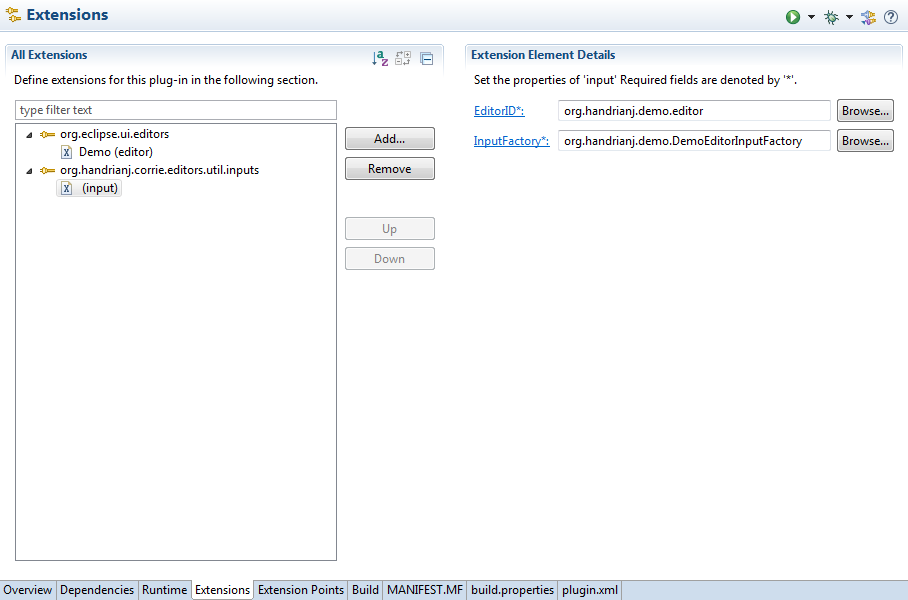 Extensions
All Extensions
Define extensions for this plug-in in the following section.
type filter text
org.eclipse.ui.editors
Demo (editor)
org.handrianj.corrie.editors.util.inputs
(input)
Add...
Remove
Up
Down
Extension Element Details
Set the properties of 'input' Required fields are denoted by '*'.
EditorID*: org.handrianj.demo.editor Browse...
InputFactory*: org.handrianj.demo.DemoEditorInputFactory Browse...
Overview Dependencies Runtime Extensions Extension Points Build MANIFEST.MF build.properties plugin.xml